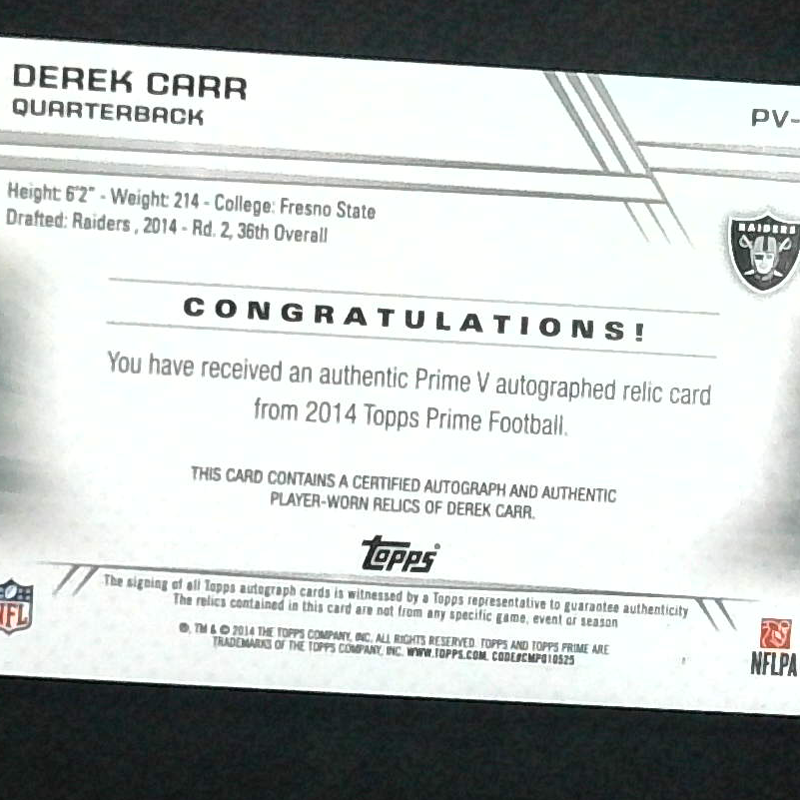 DEREK CARR
QUARTERBACK
PV-
Height: 6'2" - Weight: 214 - College: Fresno State
Drafted: Raiders , 2014 - Rd. 2, 36th Overall
RAIDERS
CONGRATULATIONS!
You have received an authentic Prime V autographed relic card
from 2014 Topps Prime Football.
THIS CARD CONTAINS A CERTIFIED AUTOGRAPH AND AUTHENTIC
PLAYER-WORN RELICS OF DEREK CARR.
Topps®
The signing of all Topps autograph cards is witnessed by a Topps representative to guarantee authenticity
The relics contained in this card are not from any specific game, event or season
®, TM & © 2014 THE TOPPS COMPANY, INC. ALL RIGHTS RESERVED. TOPPS AND TOPPS PRIME ARE
TRADEMARKS OF THE TOPPS COMPANY, INC. WWW.TOPPS.COM. CODE#CMP010525
NFL
NFLPA